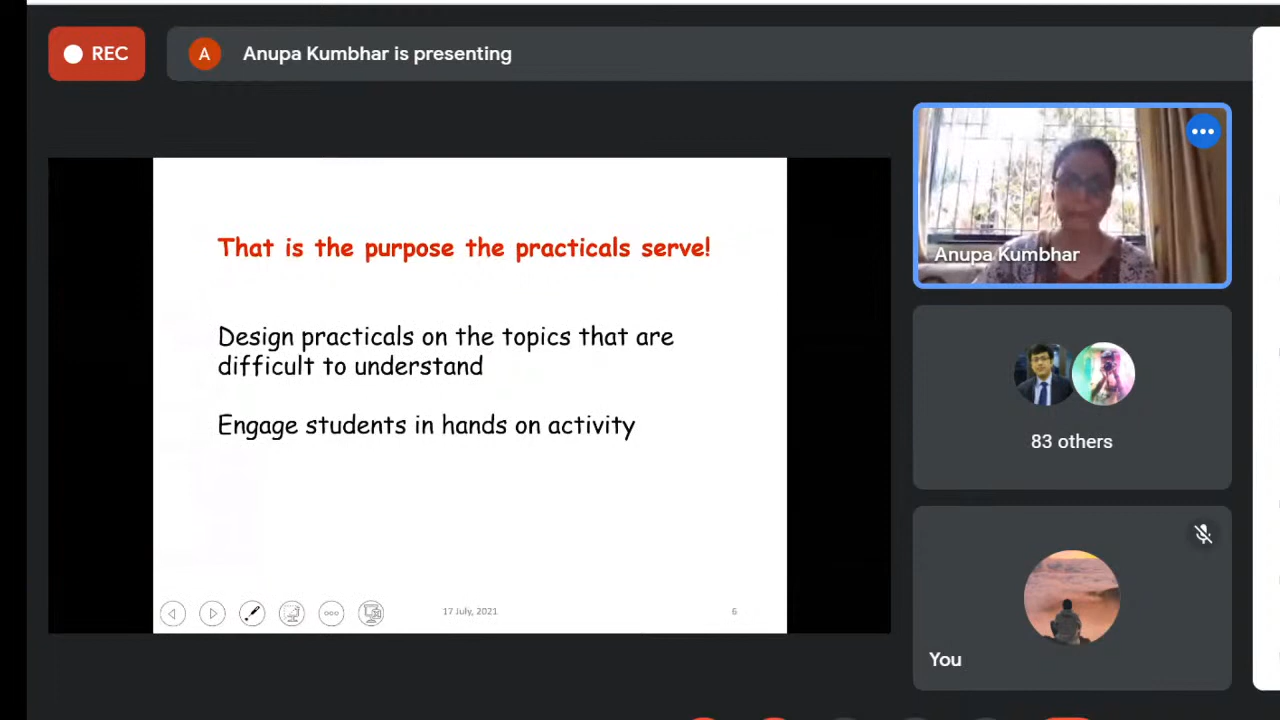 REC
A
Anupa Kumbhar is presenting
That is the purpose the practicals serve!
Design practicals on the topics that are
difficult to understand
Engage students in hands on activity
17 July, 2021
6
Anupa Kumbhar
83 others
You